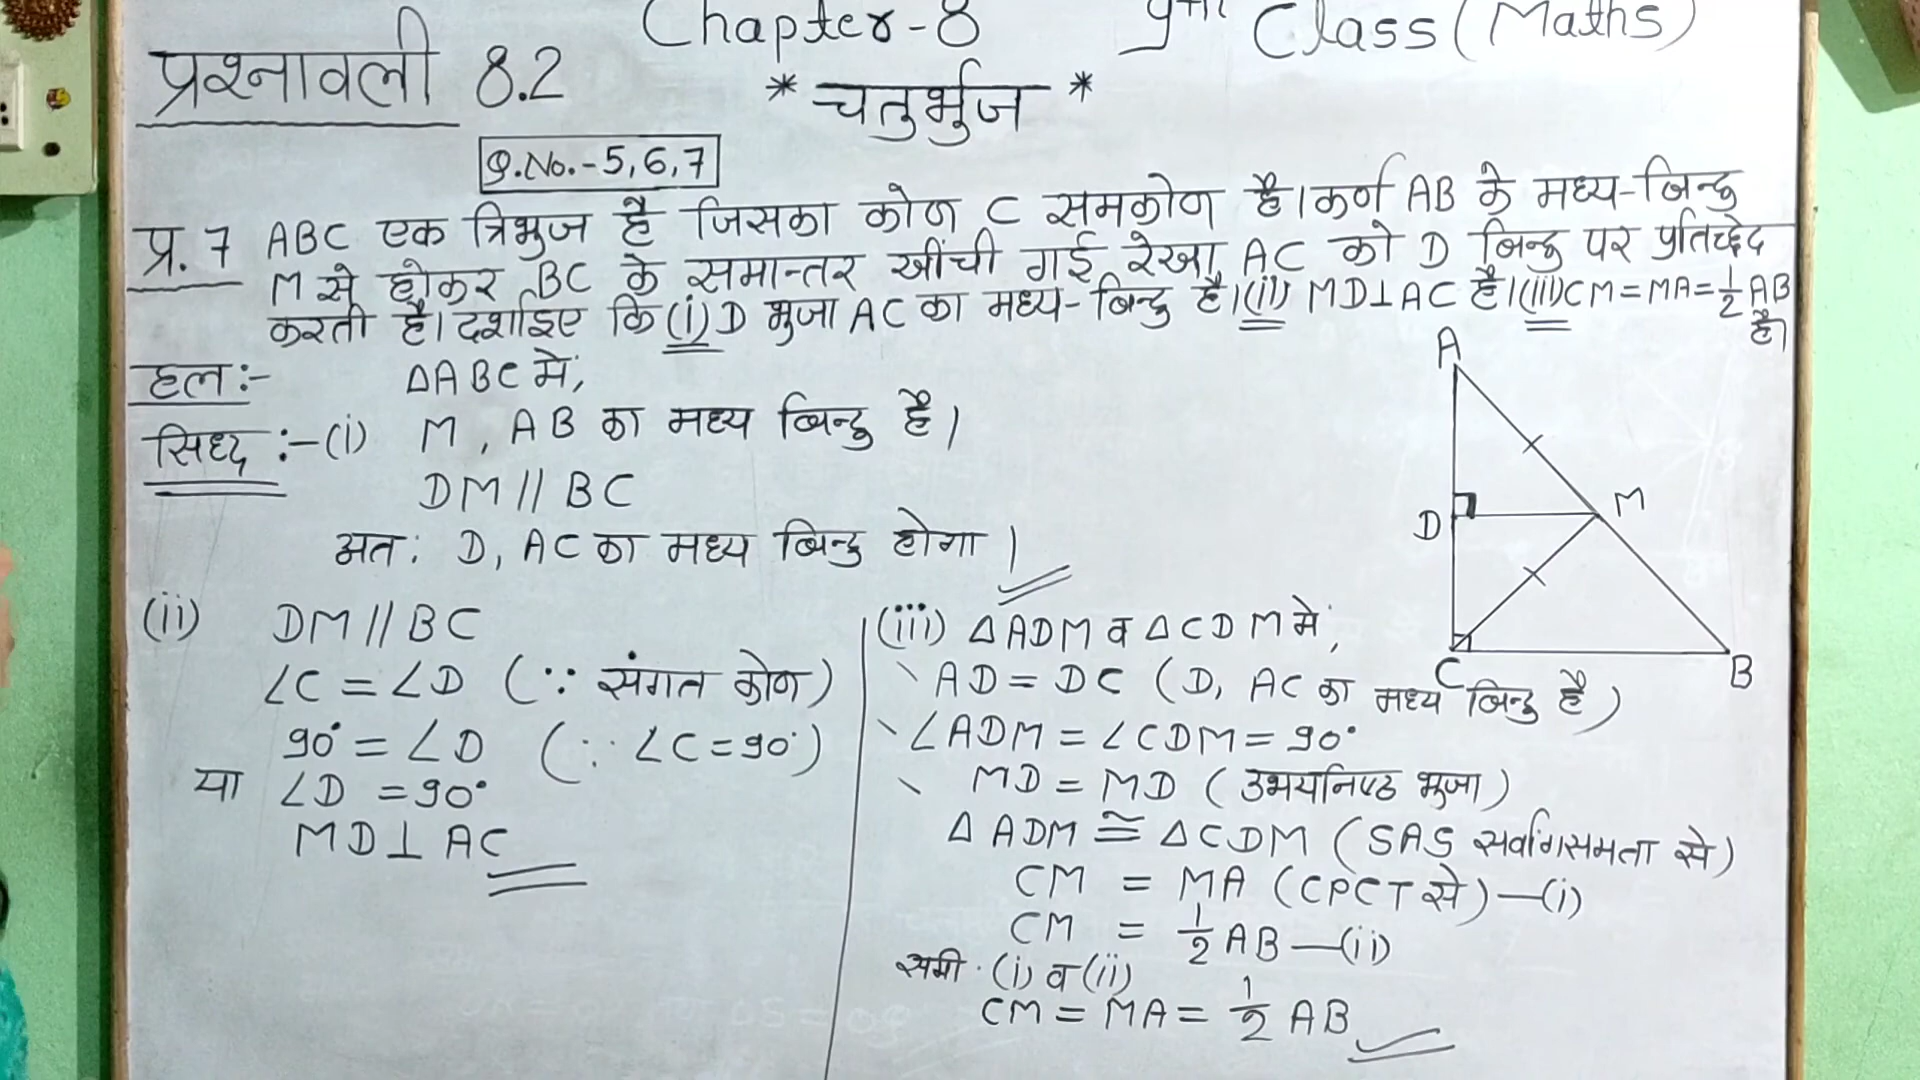 Chapter-8 9th Class (Maths)
प्रश्नावली 8.2
* चतुर्भुज *
Q.No.-5,6,7
प्र. 7 ABC एक त्रिभुज है जिसका कोण C समकोण है। कर्ण AB के मध्य-बिन्दु
M से होकर BC के समान्तर खींची गई रेखा AC को D बिन्दु पर प्रतिच्छेद
करती है। दर्शाइए कि (i) D भुजा AC का मध्य-बिन्दु है। (ii) MD⊥AC है। (iii) CM=MA=1/2 AB
है।
हल:- ΔABC में,
सिध्द:-(i) M, AB का मध्य बिन्दु है।
DM // BC
अत: D, AC का मध्य बिन्दु होगा।
(ii) DM // BC
∠C = ∠D (∵ संगत कोण)
90° = ∠D (∵ ∠C=90°)
या ∠D = 90°
MD⊥AC
(iii) ΔADM व ΔCDM मे,
AD = DC (D, AC का मध्य बिन्दु है)
∠ADM = ∠CDM = 90°
MD = MD (उभयनिष्ठ भुजा)
ΔADM ≅ ΔCDM (SAS सर्वांगसमता से)
CM = MA (CPCT से) —(i)
CM = 1/2 AB —(ii)
समी. (i) व (ii)
CM = MA = 1/2 AB
A
D
M
C
B